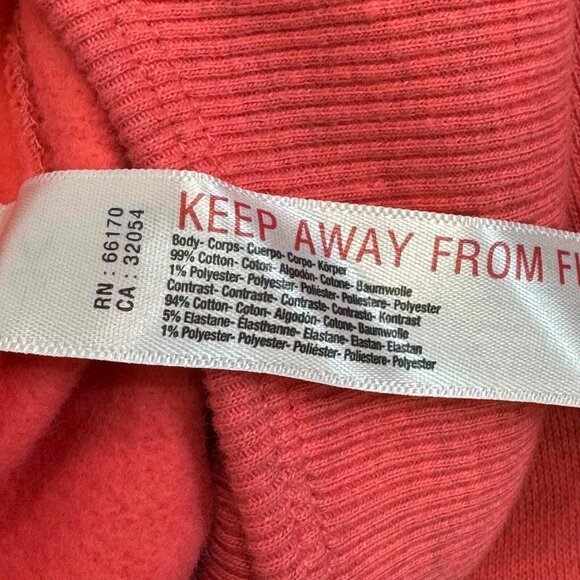 RN : 66170
CA : 32054
KEEP AWAY FROM
Body- Corps- Cuerpo- Corpo- Körper
99% Cotton- Coton- Algodón- Cotone- Baumwolle
1% Polyester- Polyester- Poliéster- Poliestere- Polyester
Contrast- Contraste- Contraste- Contrasto- Kontrast
94% Cotton- Coton- Algodón- Cotone- Baumwolle
5% Elastane- Élasthanne- Elastane- Elastan- Elastan
1% Polyester- Polyester- Poliéster- Poliestere- Polyester